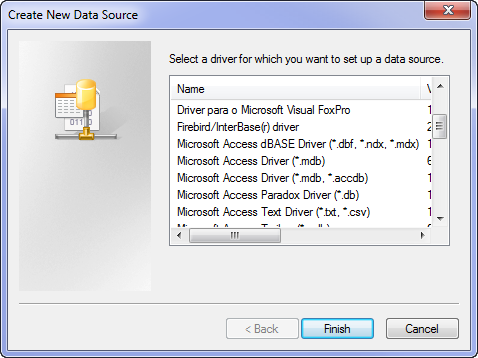 Create New Data Source
Select a driver for which you want to set up a data source.
Name
Driver para o Microsoft Visual FoxPro 1
Firebird/InterBase(r) driver 2
Microsoft Access dBASE Driver (*.dbf, *.ndx, *.mdx) 1
Microsoft Access Driver (*.mdb) 6
Microsoft Access Driver (*.mdb, *.accdb) 1
Microsoft Access Paradox Driver (*.db) 1
Microsoft Access Text Driver (*.txt, *.csv) 1
Microsoft Access
01110
< Back Finish Cancel